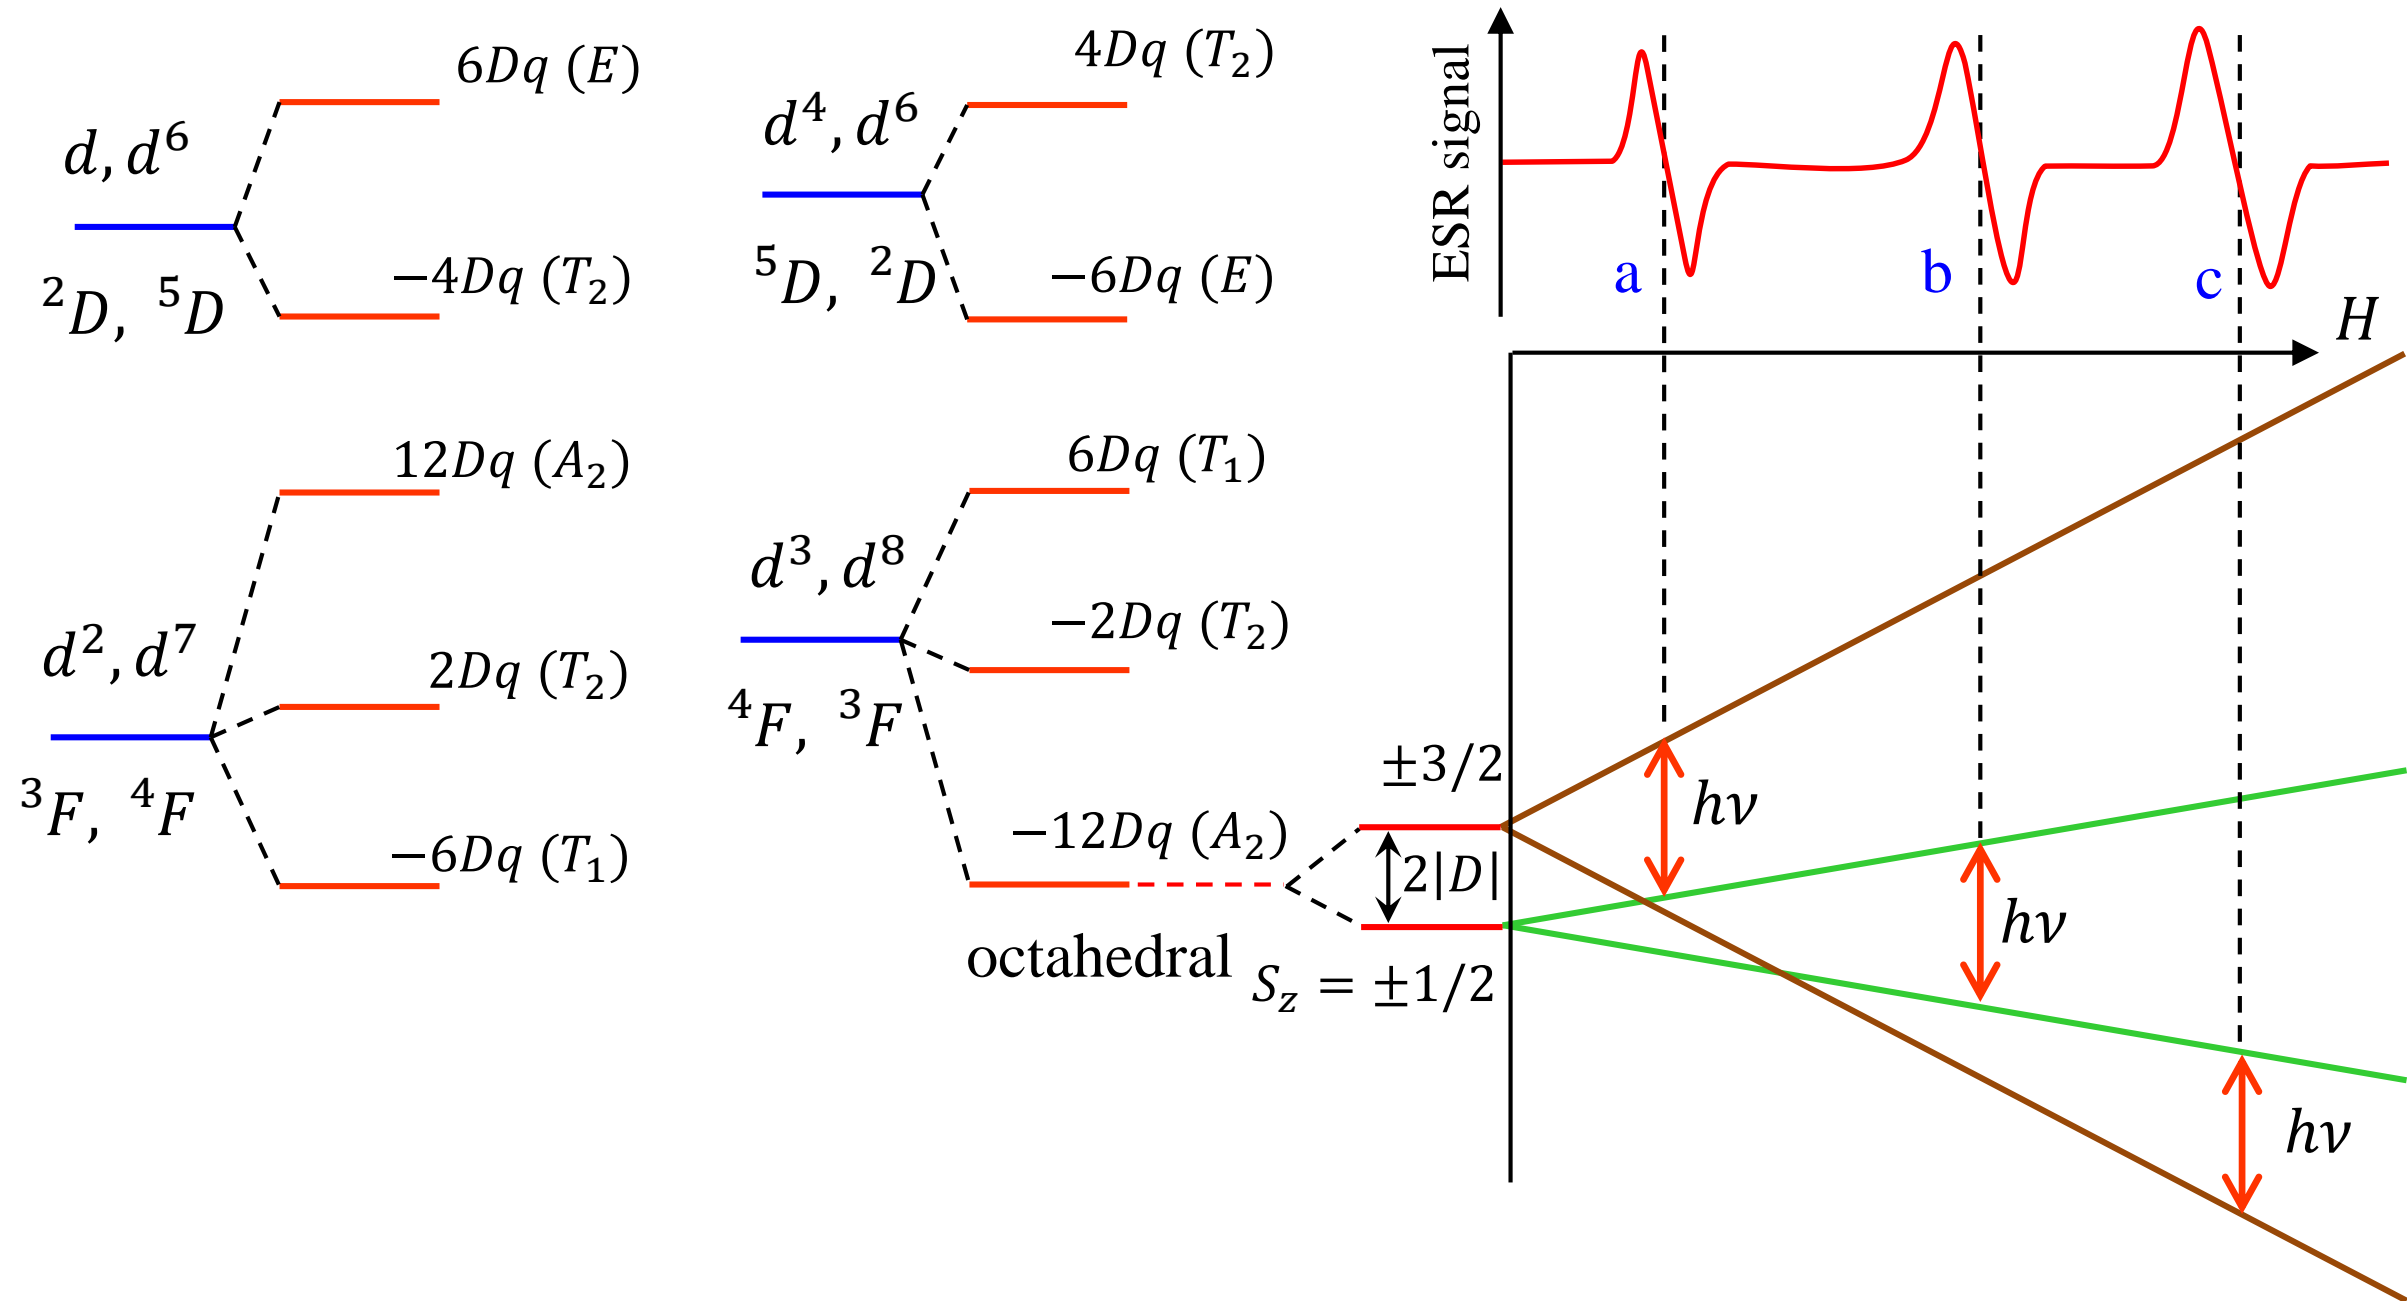 6Dq (E)
d, d⁶
²D, ⁵D
−4Dq (T₂)
4Dq (T₂)
d⁴, d⁶
⁵D, ²D
−6Dq (E)
12Dq (A₂)
d², d⁷
2Dq (T₂)
³F, ⁴F
−6Dq (T₁)
6Dq (T₁)
d³, d⁸
−2Dq (T₂)
⁴F, ³F
−12Dq (A₂)
octahedral
±3/2
2|D|
S_z = ±1/2
ESR signal
a
b
c
H
hν
hν
hν